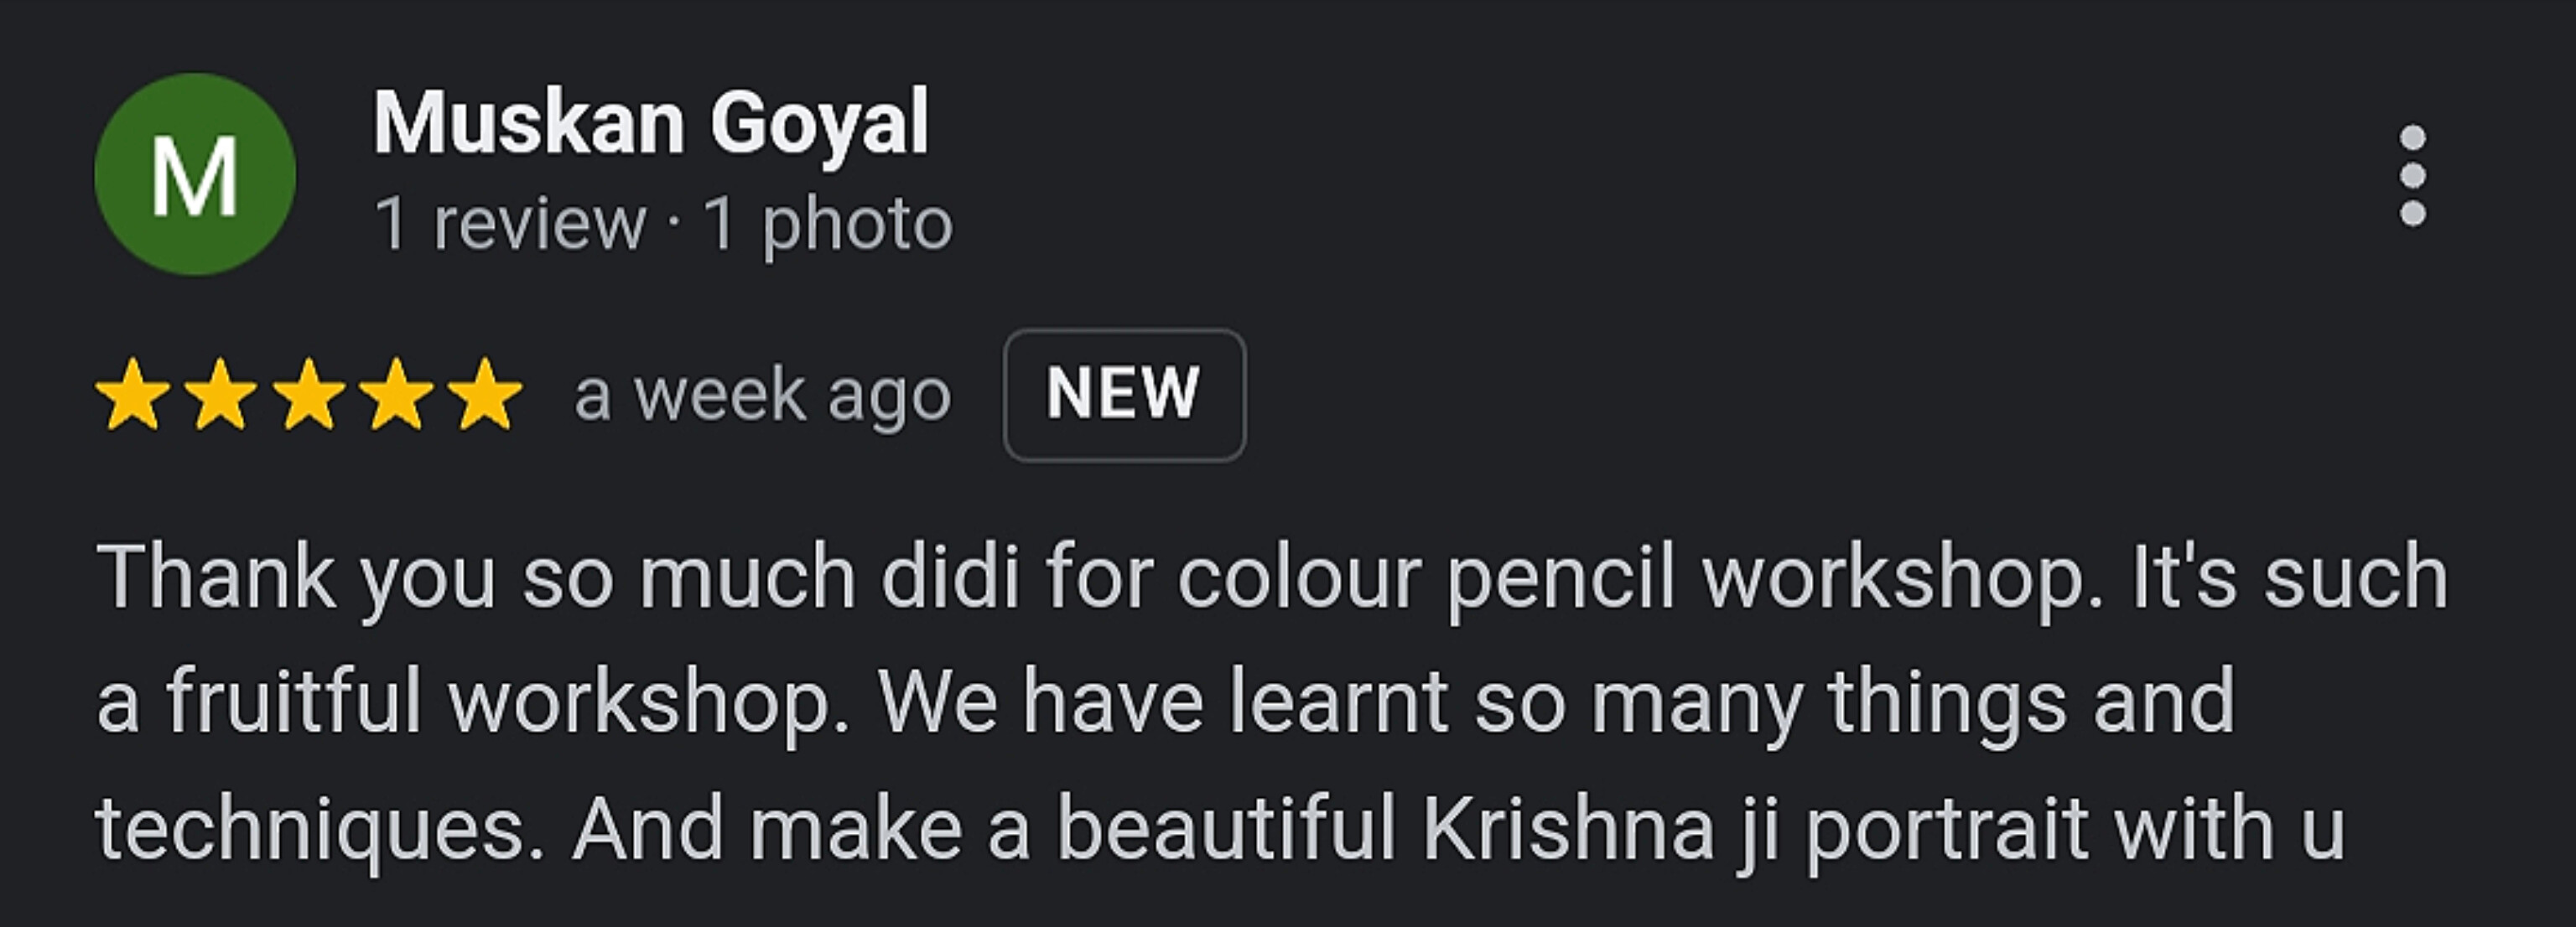 M
Muskan Goyal
1 review · 1 photo
a week ago NEW
Thank you so much didi for colour pencil workshop. It's such
a fruitful workshop. We have learnt so many things and
techniques. And make a beautiful Krishna ji portrait with u